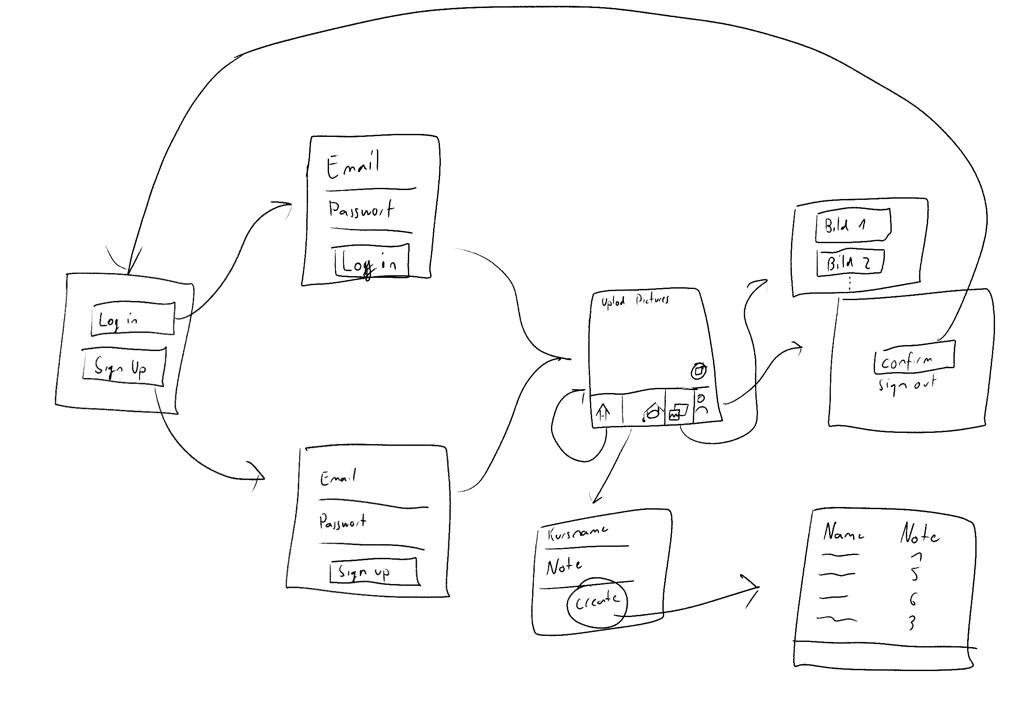 Log in
Sign Up
Email
Passwort
Log in
Email
Passwort
Sign up
Uplod Pictures
Bild 1
Bild 2
confirm
sign out
Kursname
Note
Create
Name Note
1
5
6
3